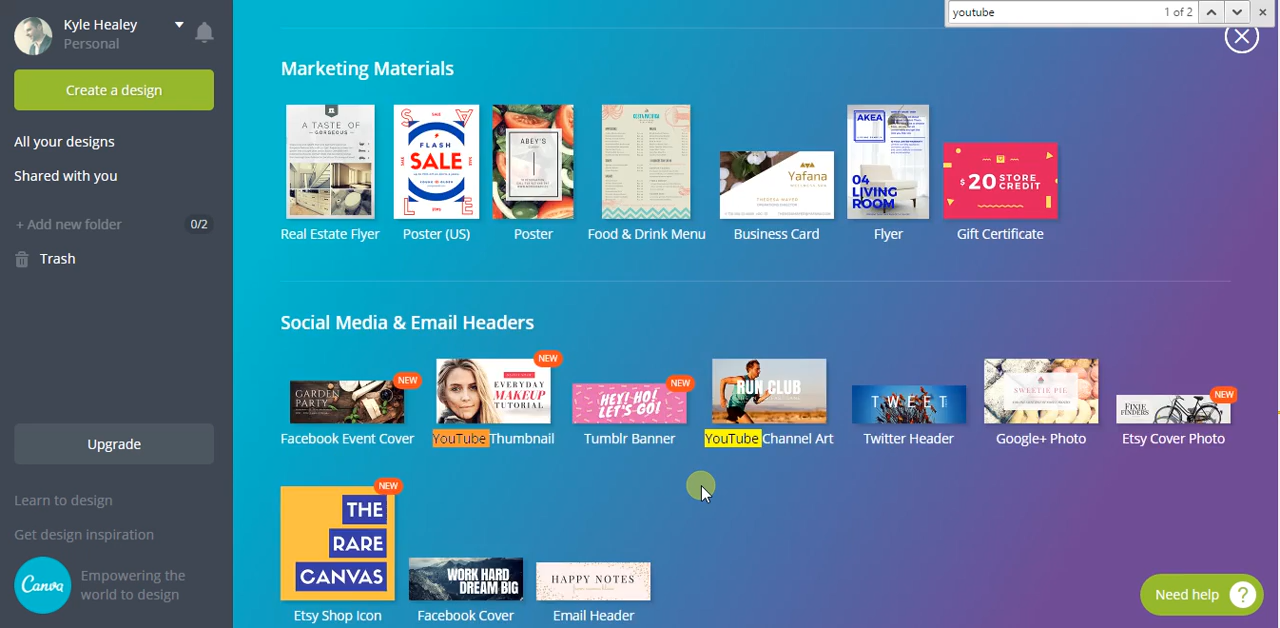 Kyle Healey
Personal
Create a design
All your designs
Shared with you
+ Add new folder 0/2
Trash
Upgrade
Learn to design
Get design inspiration
Canva
Empowering the
world to design
youtube 1 of 2
Marketing Materials
A TASTE OF
GORGEOUS
SALE
FLASH
SALE
ABEY'S
Yafana
AKEA
04
LIVING
ROOM
$20 STORE
CREDIT
Real Estate Flyer Poster (US) Poster Food & Drink Menu Business Card Flyer Gift Certificate
Social Media & Email Headers
NEW NEW NEW NEW
GARDEN
PARTY
EVERYDAY
MAKEUP
TUTORIAL
HEY! HO!
LET'S GO!
RUN CLUB
TWEET
SWEETIE PIE
FIXIE
FINDERS
Facebook Event Cover YouTube Thumbnail Tumblr Banner YouTube Channel Art Twitter Header Google+ Photo Etsy Cover Photo
NEW
THE
RARE
CANVAS
WORK HARD
DREAM BIG
HAPPY NOTES
Etsy Shop Icon Facebook Cover Email Header
Need help ?